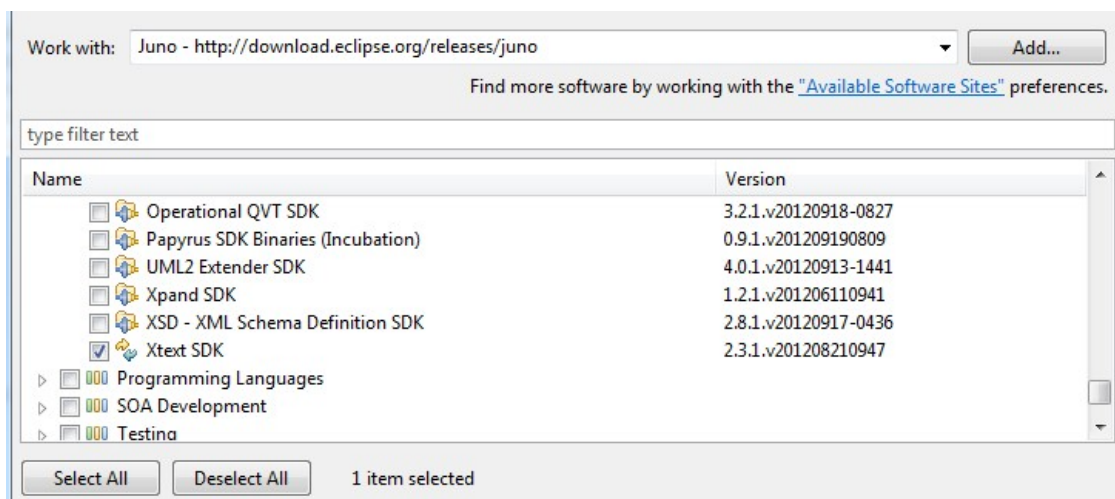 Work with: Juno - http://download.eclipse.org/releases/juno Add...
Find more software by working with the "Available Software Sites" preferences.
type filter text
Name Version
Operational QVT SDK 3.2.1.v20120918-0827
Papyrus SDK Binaries (Incubation) 0.9.1.v201209190809
UML2 Extender SDK 4.0.1.v20120913-1441
Xpand SDK 1.2.1.v201206110941
XSD - XML Schema Definition SDK 2.8.1.v20120917-0436
Xtext SDK 2.3.1.v201208210947
Programming Languages
SOA Development
Testing
Select All Deselect All 1 item selected